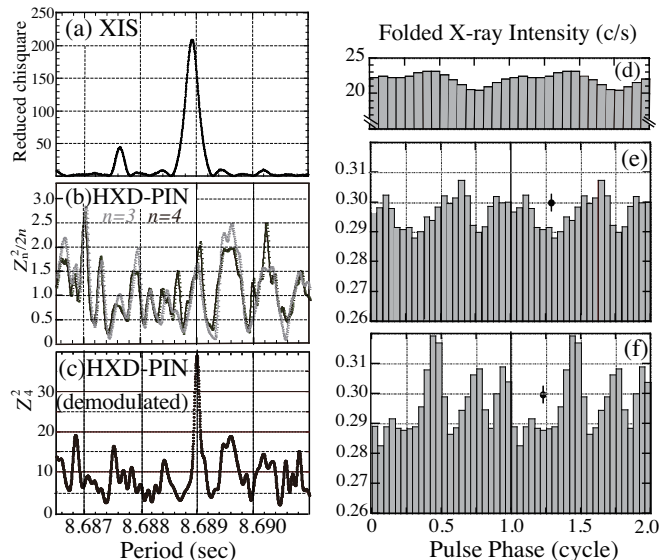 (a) XIS
Reduced chisquare
250
200
150
100
50
0
(b) HXD-PIN
n=3 n=4
Z_n^2/2n
3.0
2.5
2.0
1.5
1.0
0.5
0
(c) HXD-PIN
(demodulated)
Z_4^2
40
30
20
10
0
8.687 8.688 8.689 8.690
Period (sec)
Folded X-ray Intensity (c/s)
(d)
25
20
(e)
0.31
0.30
0.29
0.28
0.27
0.26
(f)
0.31
0.30
0.29
0.28
0.27
0.26
0 0.5 1.0 1.5 2.0
Pulse Phase (cycle)